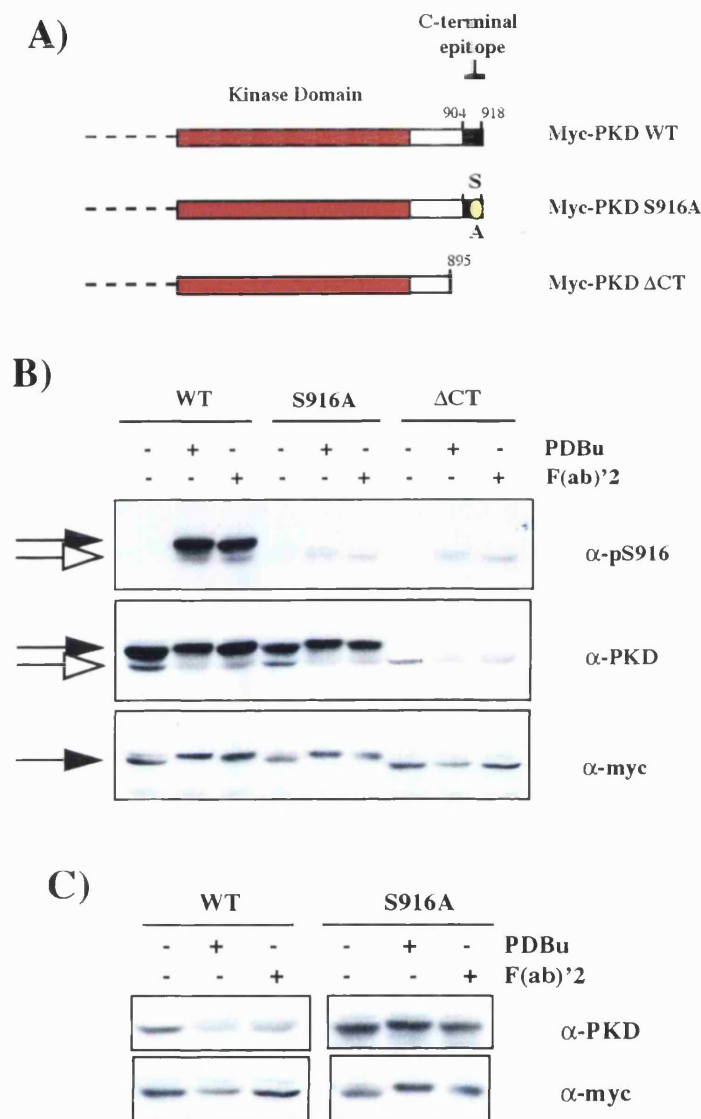 A)
C-terminal
epitope
Kinase Domain
904 918
Myc-PKD WT
S
Myc-PKD S916A
A
895
Myc-PKD ΔCT
B)
WT S916A ΔCT
- + - - + - - + - PDBu
- - + - - + - - + F(ab)'2
α-pS916
α-PKD
α-myc
C)
WT S916A
- + - - + - PDBu
- - + - - + F(ab)'2
α-PKD
α-myc